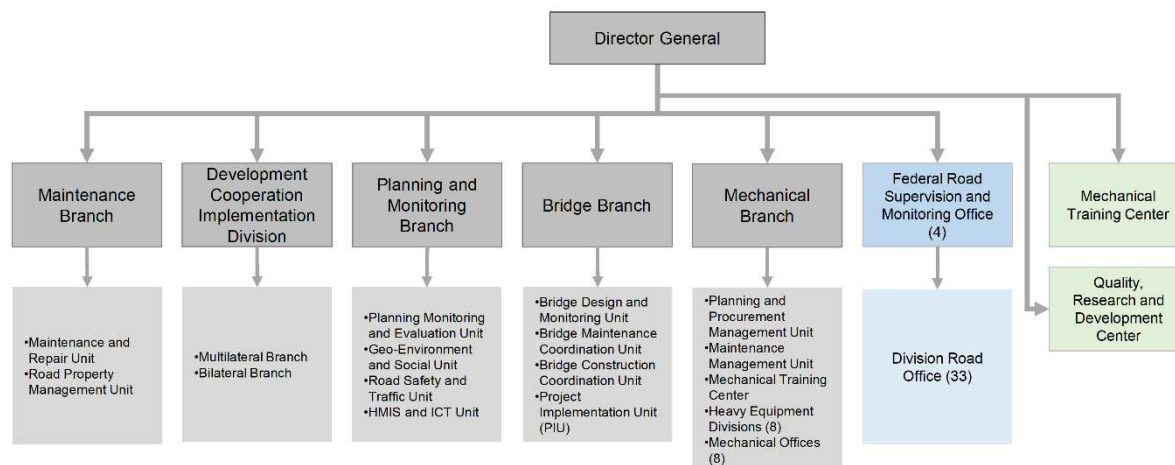 Director General
Maintenance
Branch
Development
Cooperation
Implementation
Division
Planning and
Monitoring
Branch
Bridge Branch
Mechanical
Branch
Federal Road
Supervision and
Monitoring Office
(4)
Mechanical
Training Center
Quality,
Research and
Development
Center
•Maintenance and
Repair Unit
•Road Property
Management Unit
•Multilateral Branch
•Bilateral Branch
•Planning Monitoring
and Evaluation Unit
•Geo-Environment
and Social Unit
•Road Safety and
Traffic Unit
•HMIS and ICT Unit
•Bridge Design and
Monitoring Unit
•Bridge Maintenance
Coordination Unit
•Bridge Construction
Coordination Unit
•Project
Implementation Unit
(PIU)
•Planning and
Procurement
Management Unit
•Maintenance
Management Unit
•Mechanical Training
Center
•Heavy Equipment
Divisions (8)
•Mechanical Offices
(8)
Division Road
Office (33)